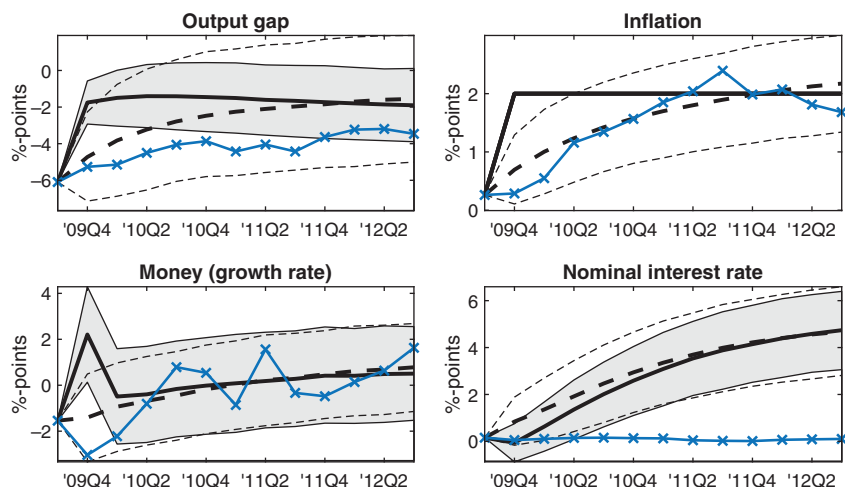 Output gap
Inflation
%-points
0
−2
−4
−6
'09Q4 '10Q2 '10Q4 '11Q2 '11Q4 '12Q2
%-points
2
1
0
'09Q4 '10Q2 '10Q4 '11Q2 '11Q4 '12Q2
Money (growth rate)
Nominal interest rate
%-points
4
2
0
−2
'09Q4 '10Q2 '10Q4 '11Q2 '11Q4 '12Q2
%-points
6
4
2
0
'09Q4 '10Q2 '10Q4 '11Q2 '11Q4 '12Q2